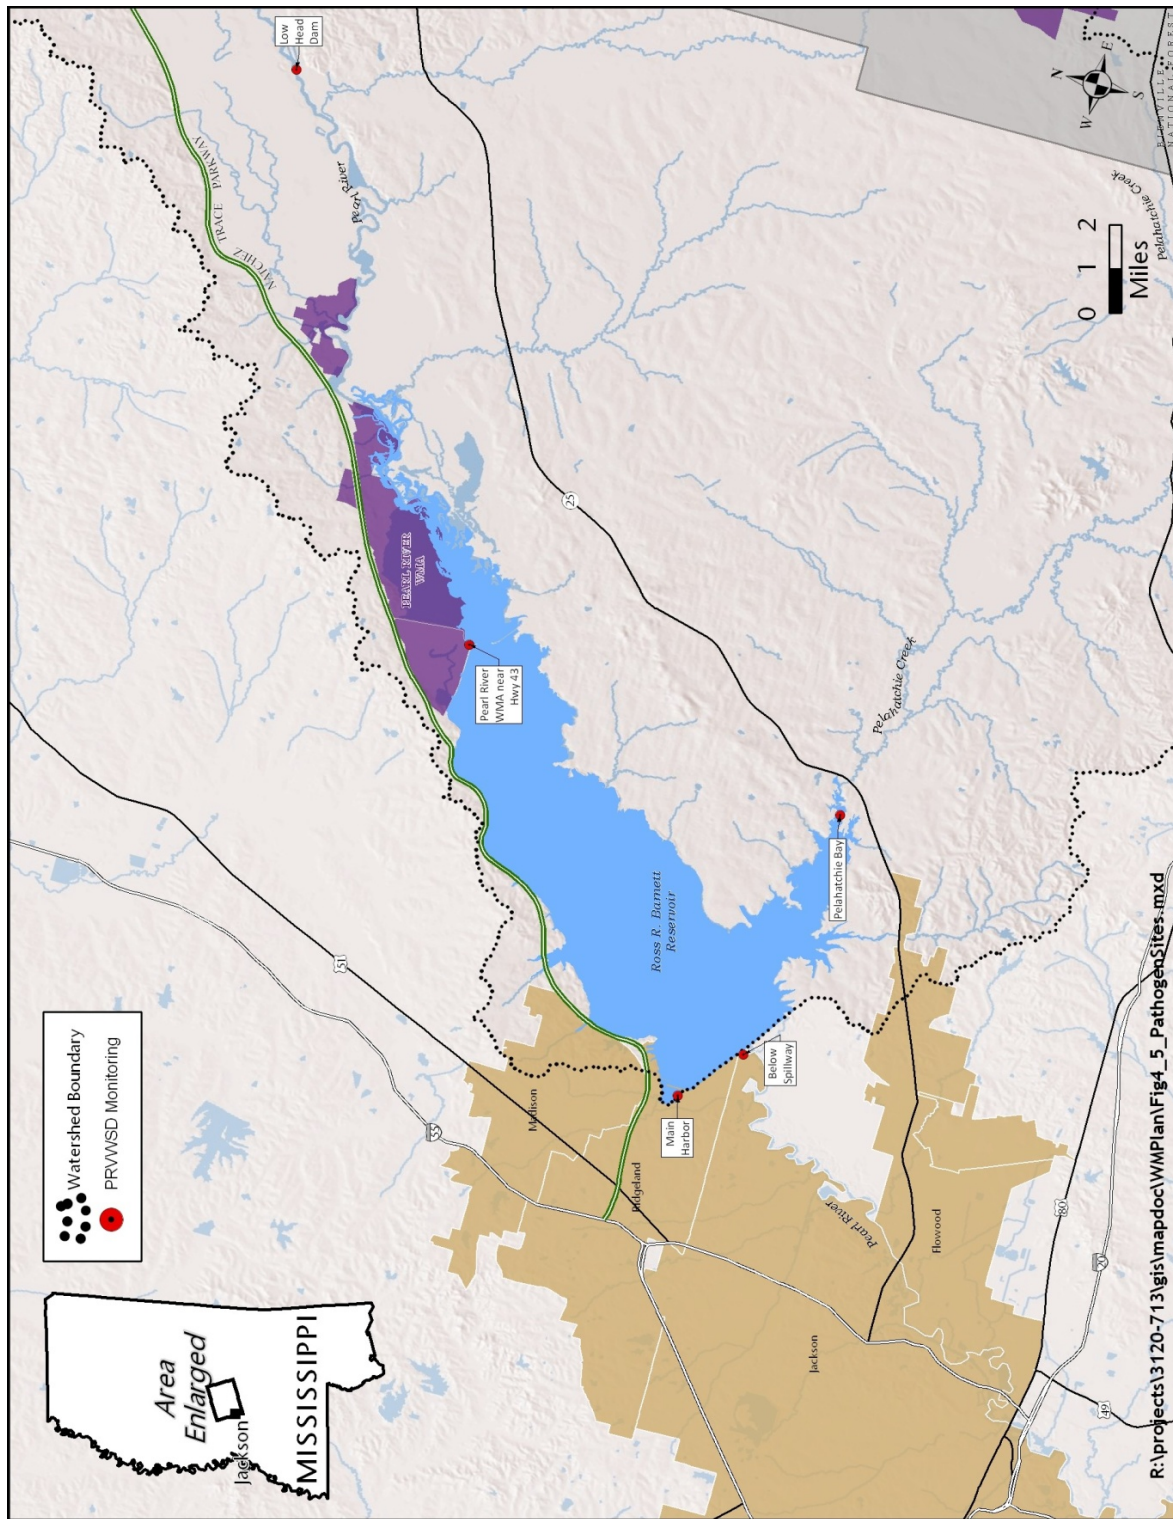 Area
Enlarged
Jackson
MISSISSIPPI
Watershed Boundary
PRVWSD Monitoring
55
51
Madison
Ridgeland
Jackson
Flowood
Pearl River
Main
Harbor
Below
Spillway
Ross R. Barnett
Reservoir
Pelahatchie Bay
Pelahatchie Creek
Pearl River
WMA near
Hwy 43
PEARL RIVER
WMA
NATCHEZ TRACE PARKWAY
Pearl River
Low
Head
Dam
25
80
20
49
N
E
S
W
BIENVILLE
NATIONAL FOREST
Pelahatchie Creek
0 1 2
Miles
R:\projects\3120-713\gis\mapdoc\WMPlan\Fig4_5_PathogenSites.mxd